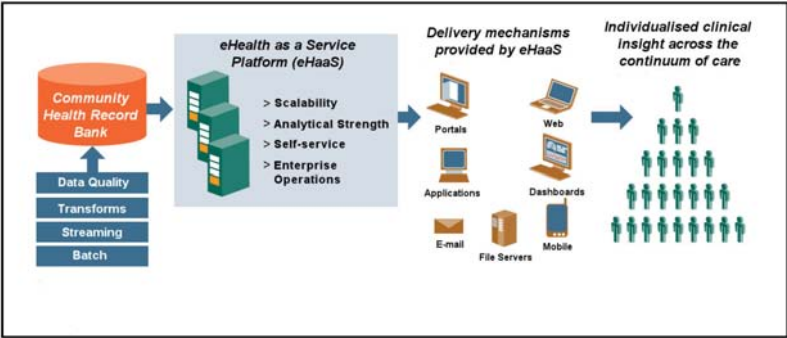 Community
Health Record
Bank
Data Quality
Transforms
Streaming
Batch
eHealth as a Service
Platform (eHaaS)
> Scalability
> Analytical Strength
> Self-service
> Enterprise
Operations
Delivery mechanisms
provided by eHaaS
Portals
Web
Applications
Dashboards
E-mail
File Servers
Mobile
Individualised clinical
insight across the
continuum of care